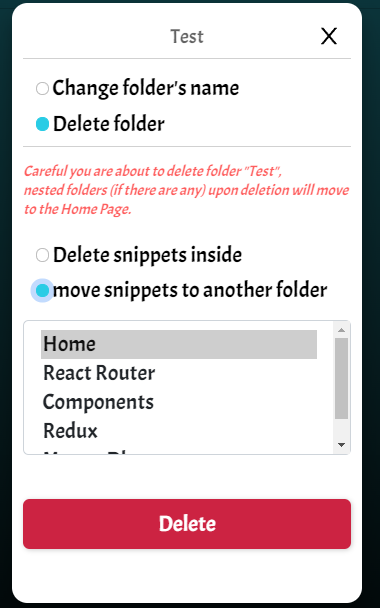 Test
X
Change folder's name
Delete folder
Careful you are about to delete folder "Test",
nested folders (if there are any) upon deletion will move
to the Home Page.
Delete snippets inside
move snippets to another folder
Home
React Router
Components
Redux
Delete